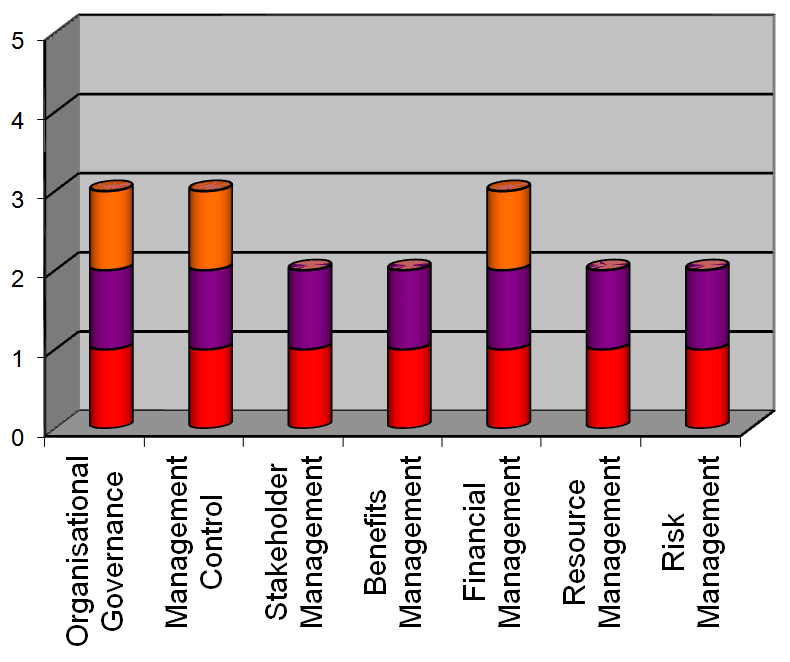 5
4
3
2
1
0
Organisational
Governance
Management
Control
Stakeholder
Management
Benefits
Management
Financial
Management
Resource
Management
Risk
Management